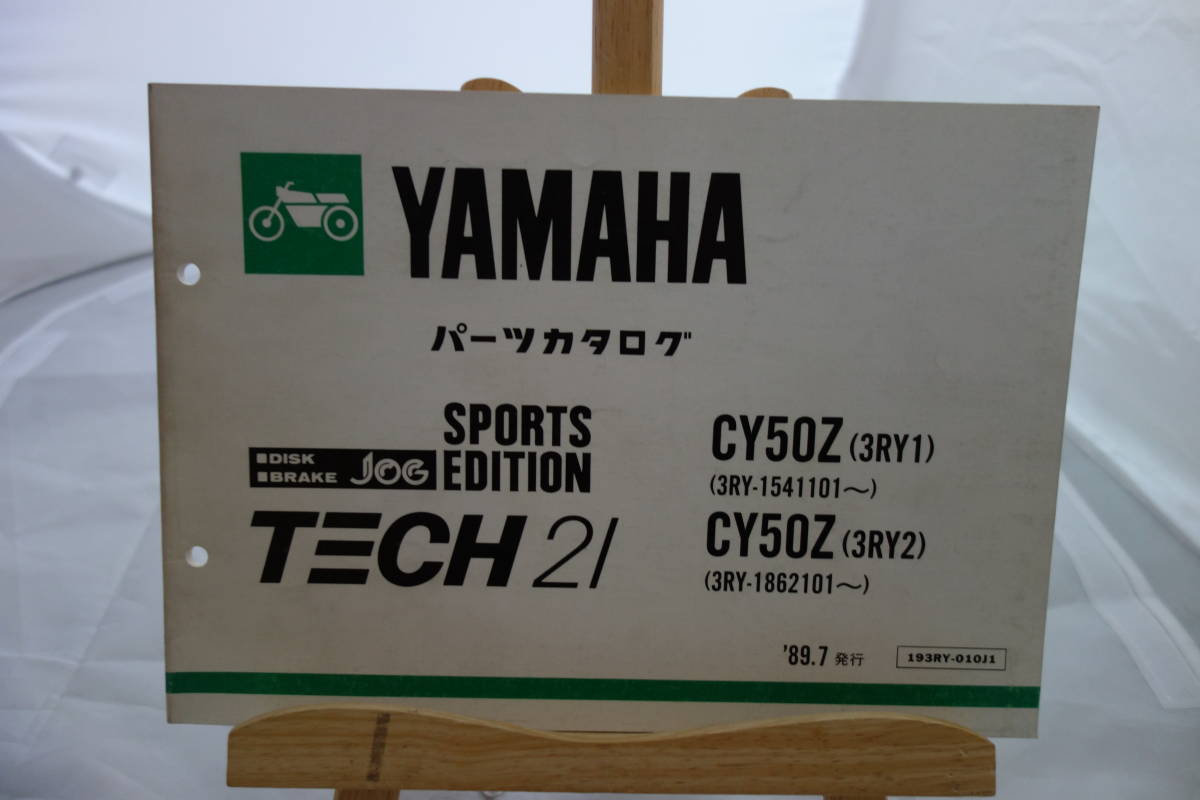 YAMAHA
パーツカタログ
■DISK
■BRAKE JOG
SPORTS
EDITION
CY50Z (3RY1)
(3RY-1541101〜)
TECH 21
CY50Z (3RY2)
(3RY-1862101〜)
'89.7 発行
193RY-010J1